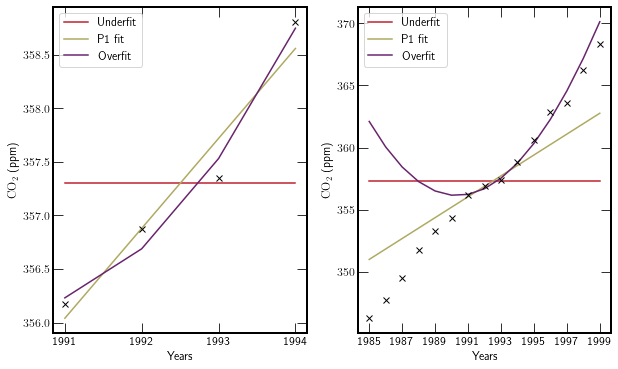 Underfit
P1 fit
Overfit
358.5
358.0
357.5
357.0
356.5
356.0
CO2 (ppm)
1991 1992 1993 1994
Years
Underfit
P1 fit
Overfit
370
365
360
355
350
CO2 (ppm)
1985 1987 1989 1991 1993 1995 1997 1999
Years